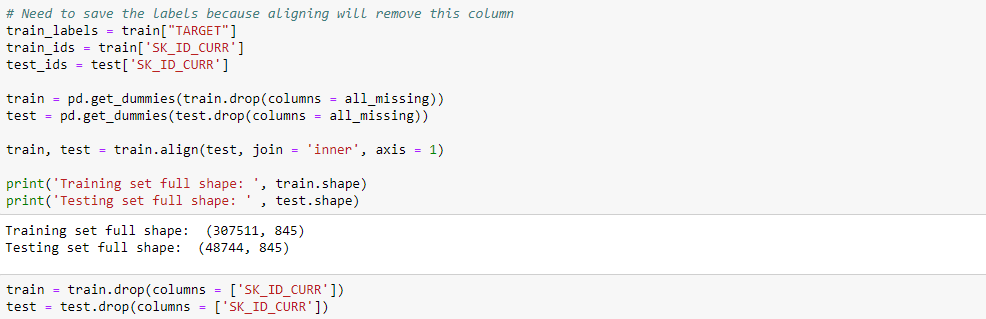 # Need to save the labels because aligning will remove this column
train_labels = train["TARGET"]
train_ids = train['SK_ID_CURR']
test_ids = test['SK_ID_CURR']
train = pd.get_dummies(train.drop(columns = all_missing))
test = pd.get_dummies(test.drop(columns = all_missing))
train, test = train.align(test, join = 'inner', axis = 1)
print('Training set full shape: ', train.shape)
print('Testing set full shape: ' , test.shape)
Training set full shape:  (307511, 845)
Testing set full shape:  (48744, 845)
train = train.drop(columns = ['SK_ID_CURR'])
test = test.drop(columns = ['SK_ID_CURR'])